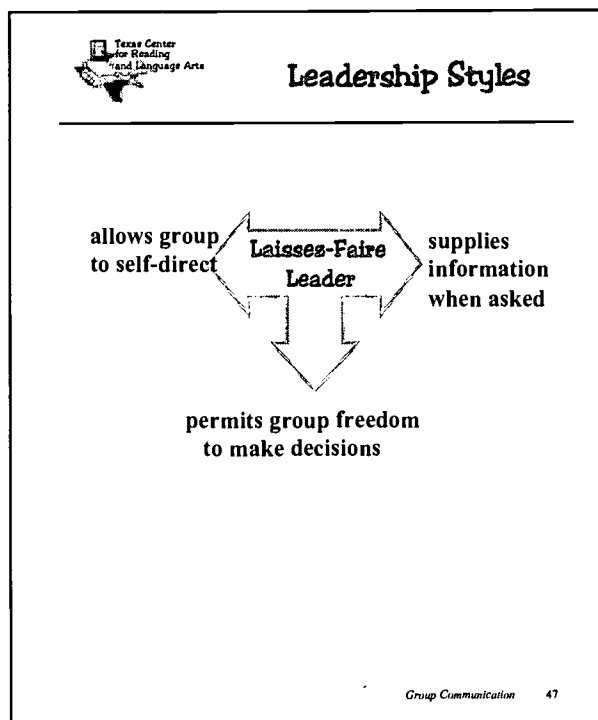 Texas Center
for Reading
and Language Arts
Leadership Styles
allows group
to self-direct
Laissez-Faire
Leader
supplies
information
when asked
permits group freedom
to make decisions
Group Communication 47